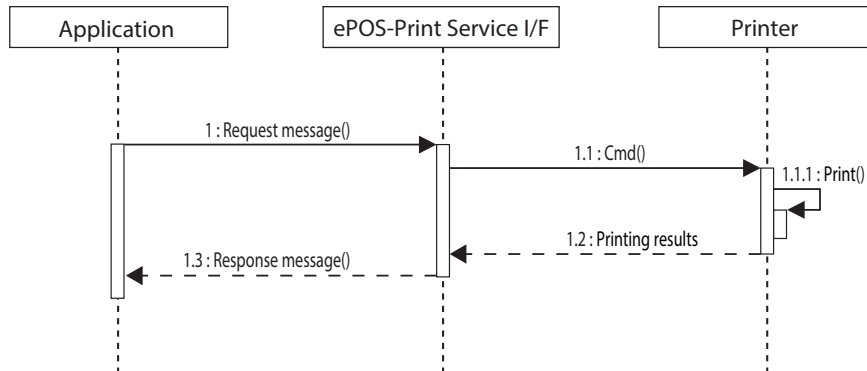 Application
ePOS-Print Service I/F
Printer
1 : Request message()
1.1 : Cmd()
1.1.1 : Print()
1.2 : Printing results
1.3 : Response message()